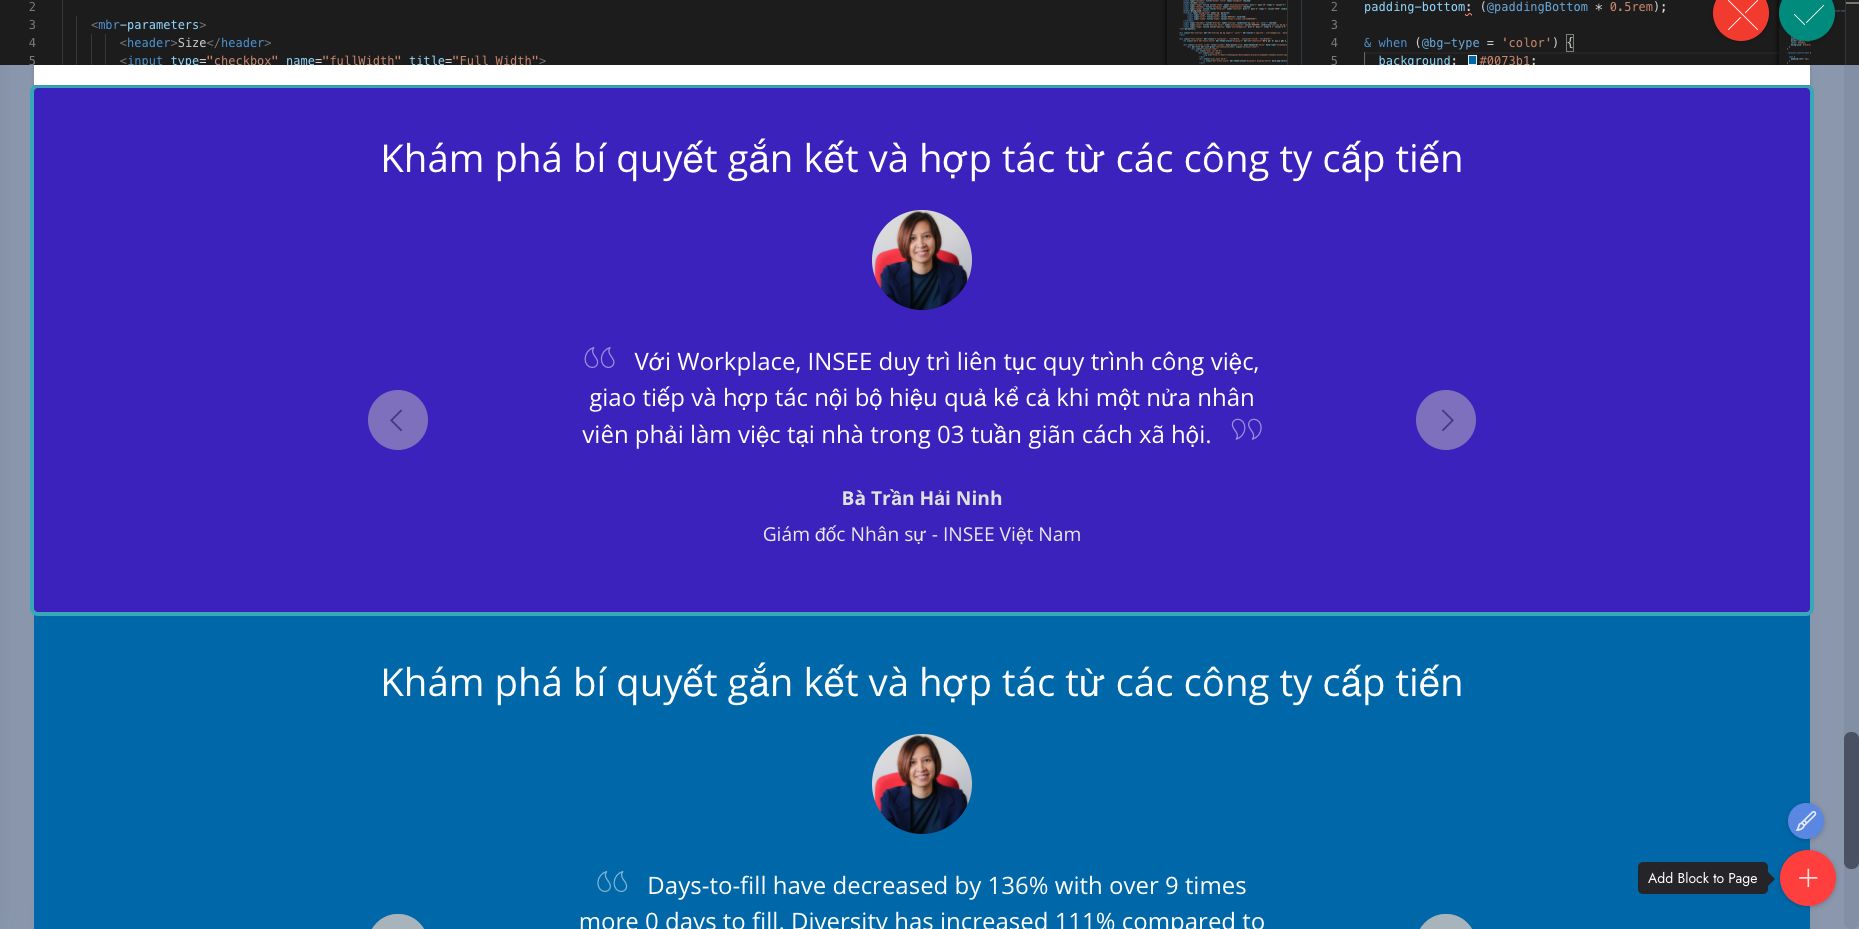 2
3 <mbr-parameters>
4 <header>Size</header>
5 <input type="checkbox" name="fullWidth" title="Full Width">
2 padding-bottom: (@paddingBottom * 0.5rem);
3
4 & when (@bg-type = 'color') {
5 background: #0073b1;
Khám phá bí quyết gắn kết và hợp tác từ các công ty cấp tiến
Với Workplace, INSEE duy trì liên tục quy trình công việc,
giao tiếp và hợp tác nội bộ hiệu quả kể cả khi một nửa nhân
viên phải làm việc tại nhà trong 03 tuần giãn cách xã hội.
Bà Trần Hải Ninh
Giám đốc Nhân sự - INSEE Việt Nam
Khám phá bí quyết gắn kết và hợp tác từ các công ty cấp tiến
Days-to-fill have decreased by 136% with over 9 times
more 0 days to fill. Diversity has increased 111% compared to
Add Block to Page